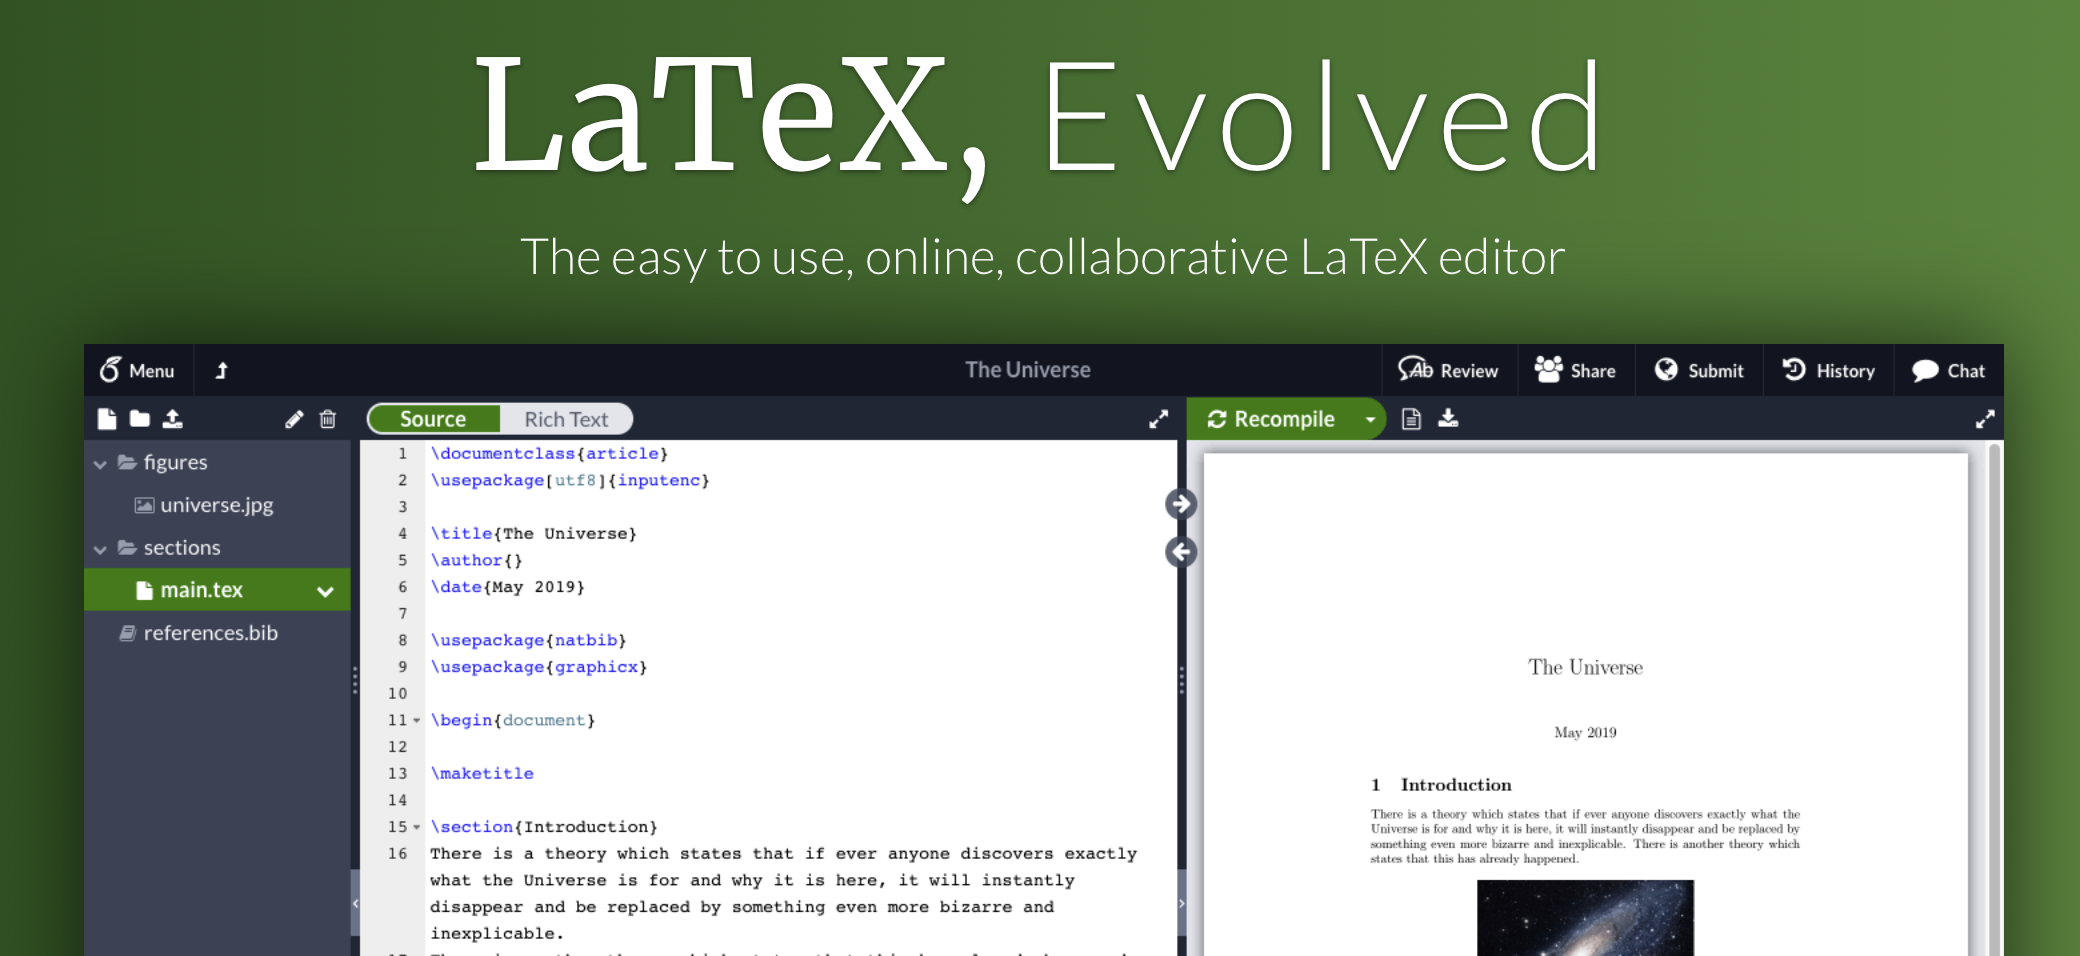 LaTeX, Evolved
The easy to use, online, collaborative LaTeX editor
Menu
The Universe
Review
Share
Submit
History
Chat
Source
Rich Text
Recompile
figures
universe.jpg
sections
main.tex
references.bib
1 \documentclass{article}
2 \usepackage[utf8]{inputenc}
3
4 \title{The Universe}
5 \author{}
6 \date{May 2019}
7
8 \usepackage{natbib}
9 \usepackage{graphicx}
10
11 \begin{document}
12
13 \maketitle
14
15 \section{Introduction}
16 There is a theory which states that if ever anyone discovers exactly
what the Universe is for and why it is here, it will instantly
disappear and be replaced by something even more bizarre and
inexplicable.
The Universe
May 2019
1 Introduction
There is a theory which states that if ever anyone discovers exactly what the
Universe is for and why it is here, it will instantly disappear and be replaced by
something even more bizarre and inexplicable. There is another theory which
states that this has already happened.